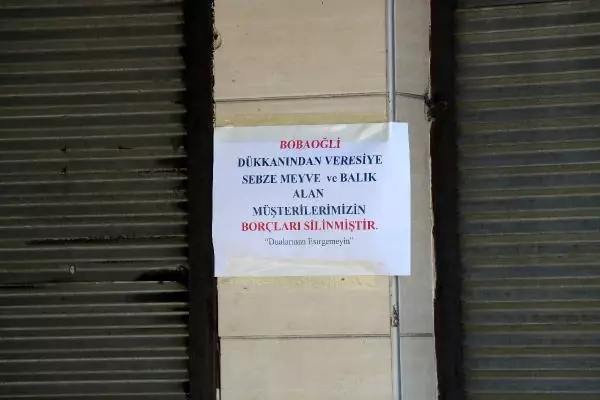 BOBAOĞLİ
DÜKKANINDAN VERESİYE
SEBZE MEYVE ve BALIK
ALAN
MÜŞTERİLERİMİZİN
BORÇLARI SİLİNMİŞTİR.
"Dualarınızı Esirgemeyin"